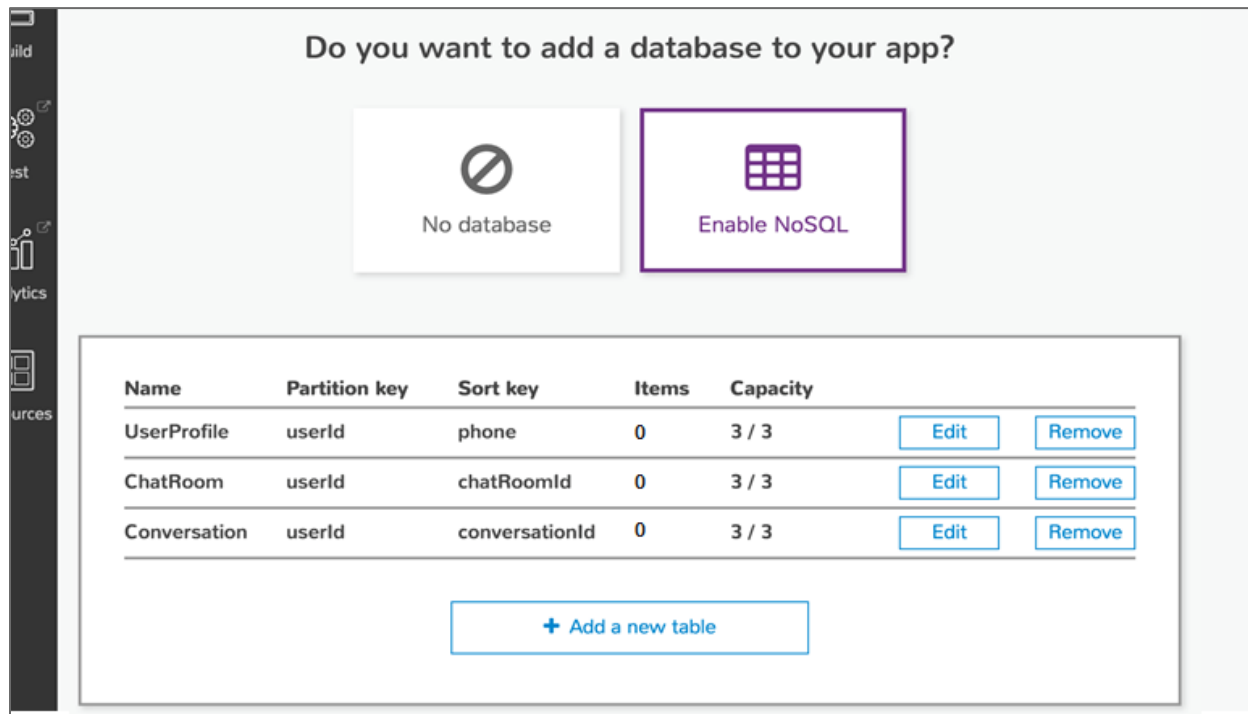 Do you want to add a database to your app?
No database
Enable NoSQL
uild
est
ytics
urces
Name Partition key Sort key Items Capacity
UserProfile userId phone 0 3 / 3 Edit Remove
ChatRoom userId chatRoomId 0 3 / 3 Edit Remove
Conversation userId conversationId 0 3 / 3 Edit Remove
+ Add a new table